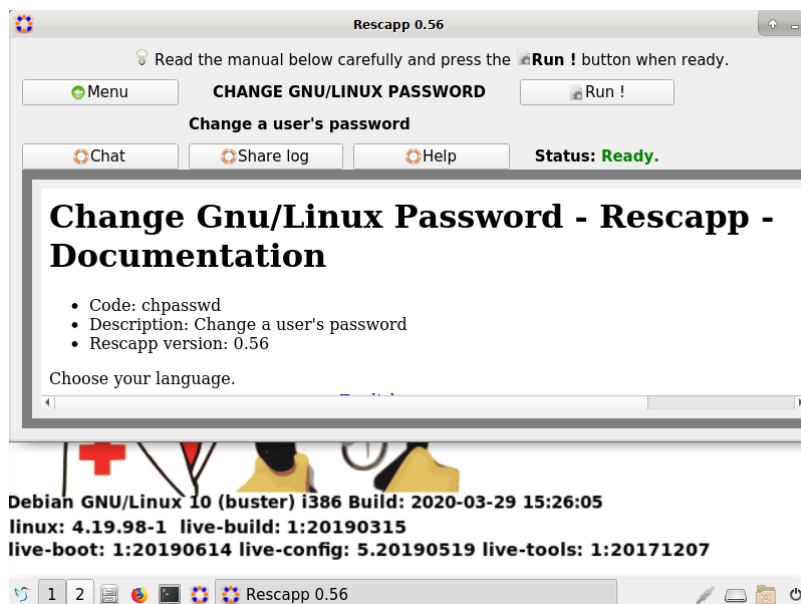 Rescapp 0.56
Read the manual below carefully and press the Run ! button when ready.
Menu CHANGE GNU/LINUX PASSWORD Run !
Change a user's password
Chat Share log Help Status: Ready.
Change Gnu/Linux Password - Rescapp -
Documentation
• Code: chpasswd
• Description: Change a user's password
• Rescapp version: 0.56
Choose your language.
Debian GNU/Linux 10 (buster) i386 Build: 2020-03-29 15:26:05
linux: 4.19.98-1 live-build: 1:20190315
live-boot: 1:20190614 live-config: 5.20190519 live-tools: 1:20171207
1 2 Rescapp 0.56